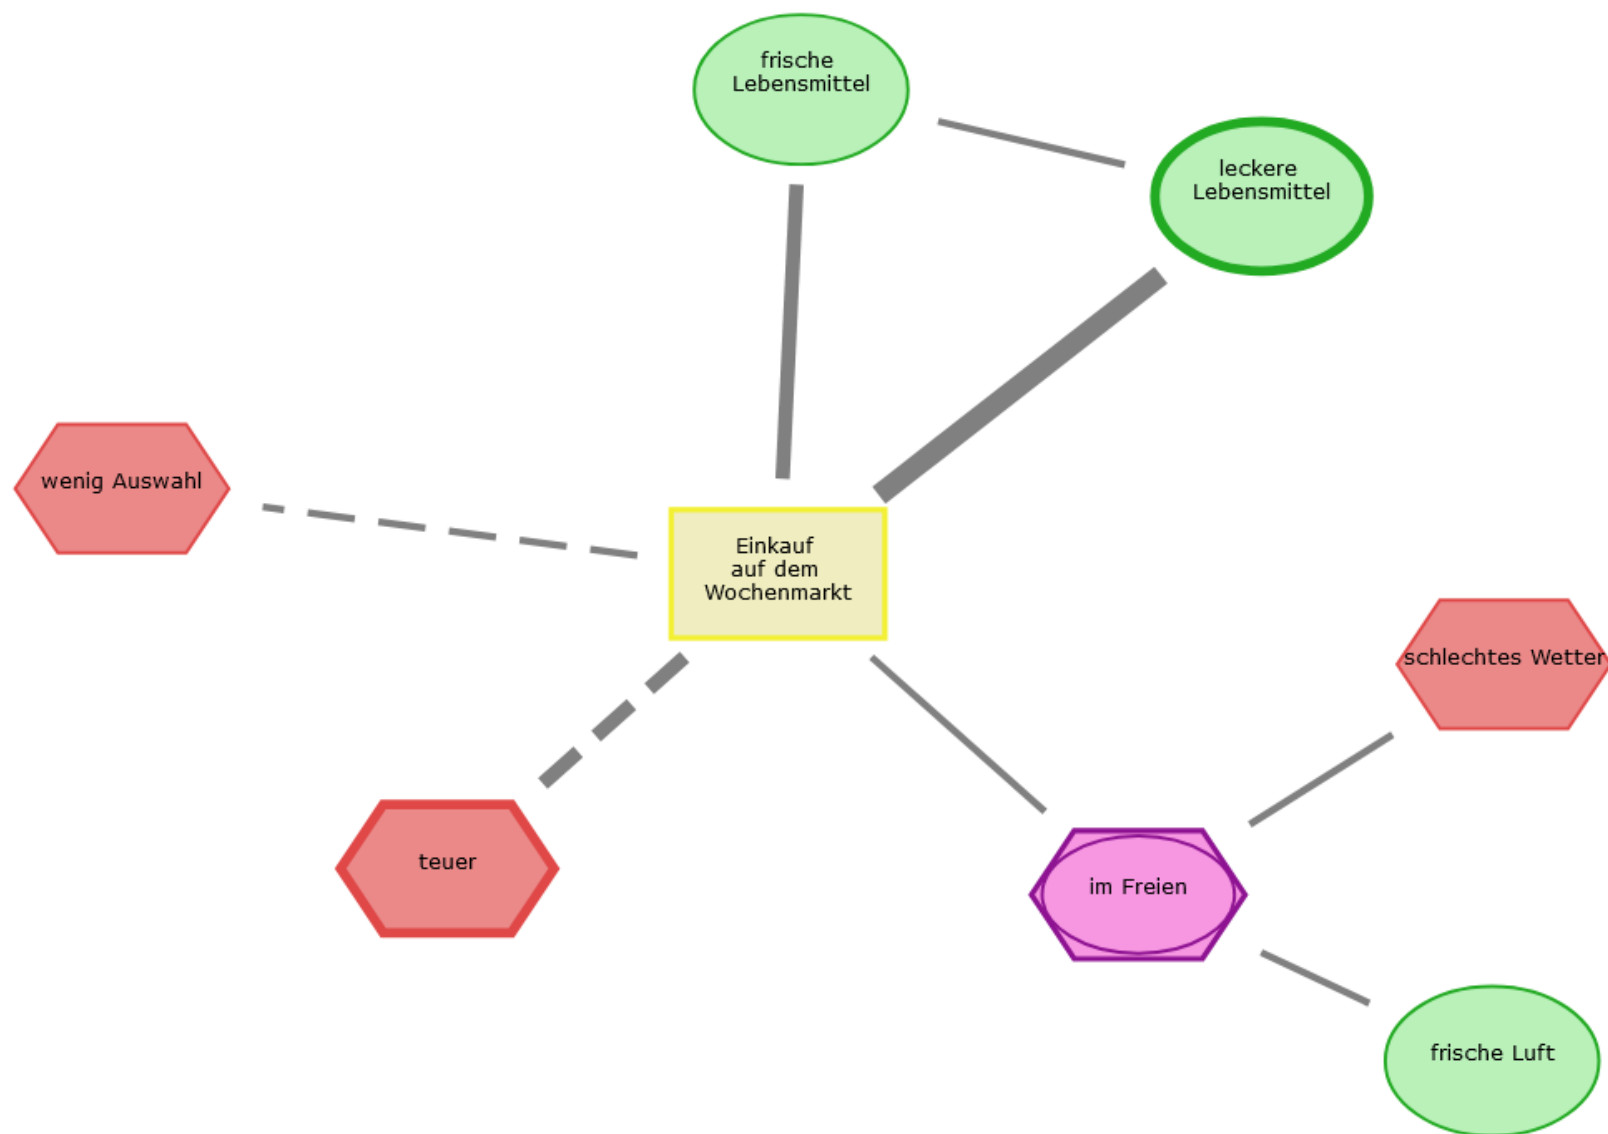 frische
Lebensmittel
leckere
Lebensmittel
wenig Auswahl
Einkauf
auf dem
Wochenmarkt
schlechtes Wetter
teuer
im Freien
frische Luft